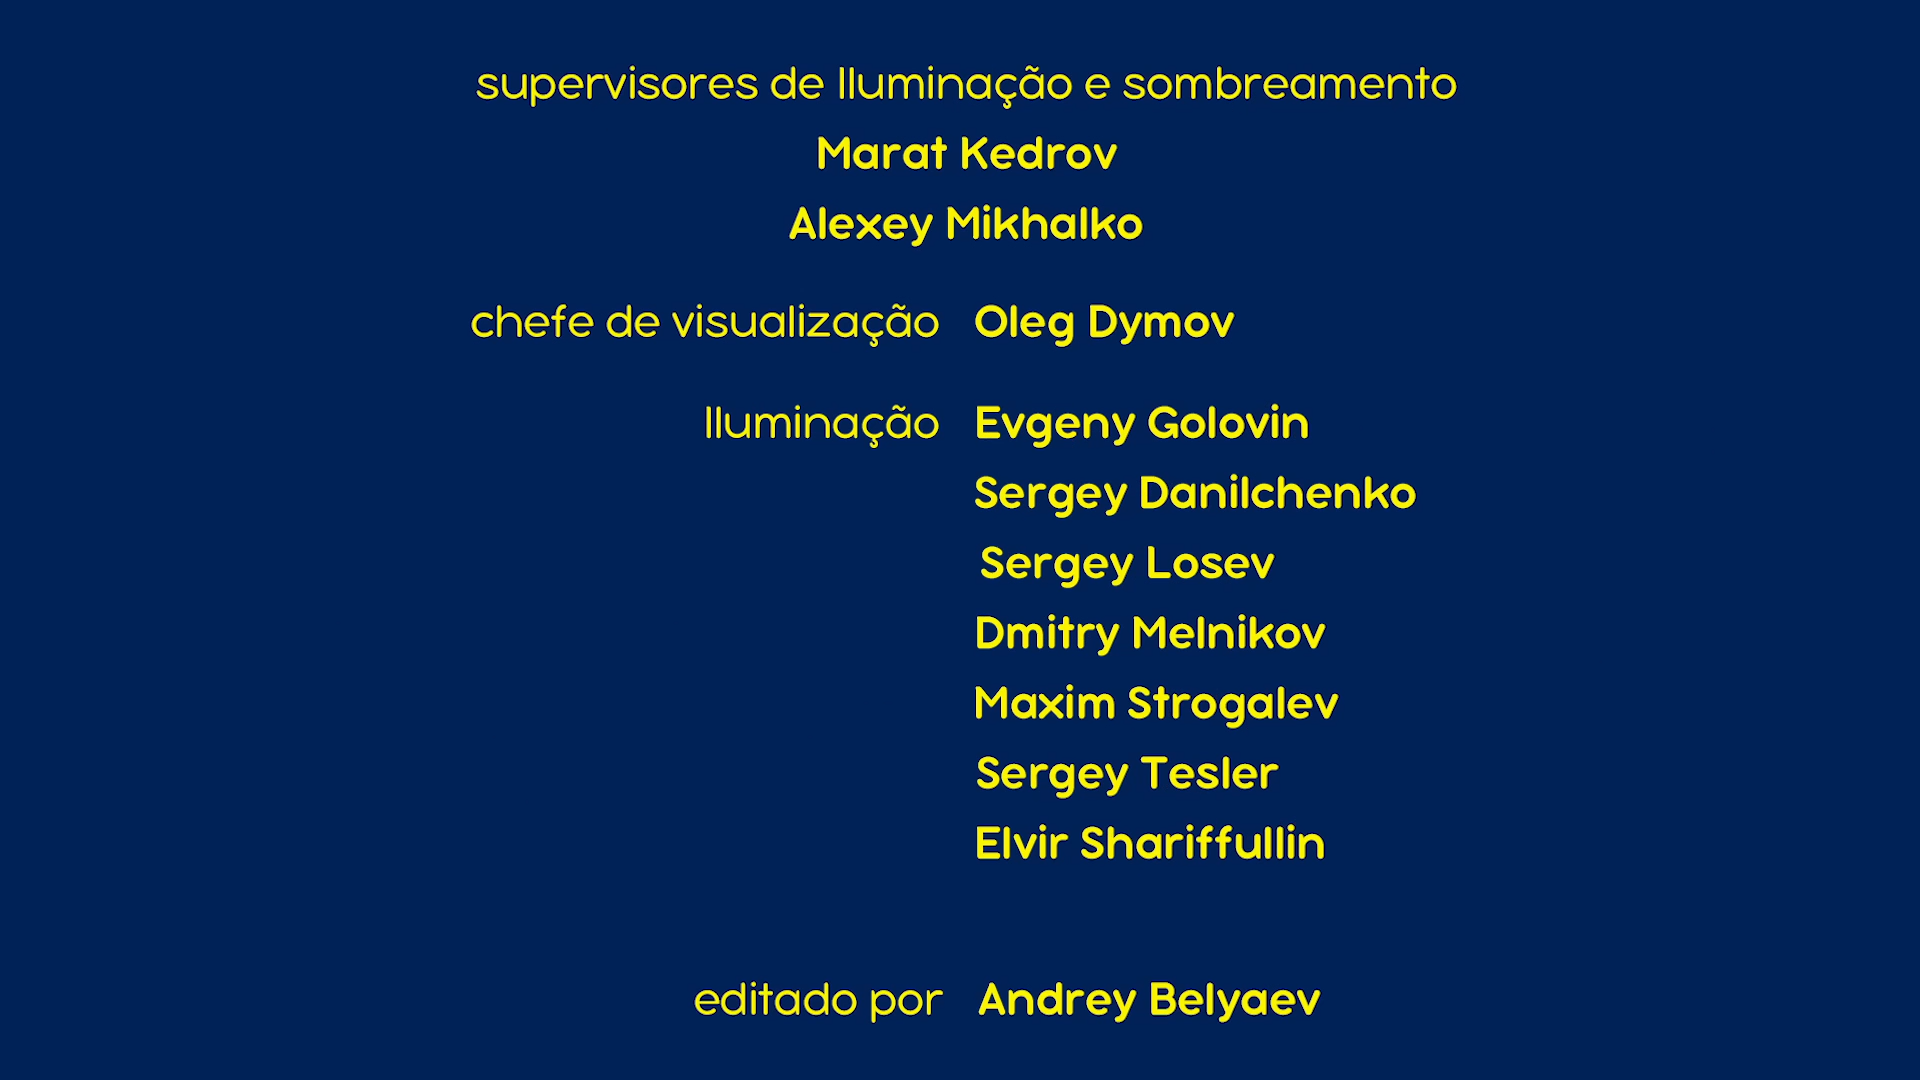 supervisores de Iluminação e sombreamento
Marat Kedrov
Alexey Mikhalko
chefe de visualização Oleg Dymov
Iluminação Evgeny Golovin
Sergey Danilchenko
Sergey Losev
Dmitry Melnikov
Maxim Strogalev
Sergey Tesler
Elvir Shariffullin
editado por Andrey Belyaev